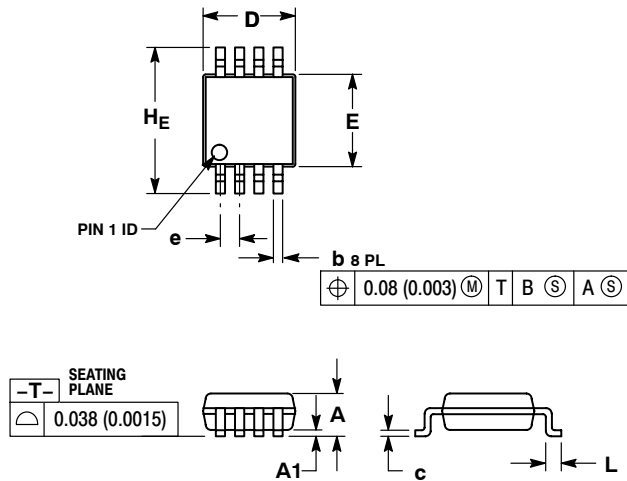 D
H_E
E
PIN 1 ID
e
b 8 PL
⌖ 0.08 (0.003) Ⓜ T B Ⓢ A Ⓢ
–T– SEATING PLANE
⌓ 0.038 (0.0015)
A
A1
c
L